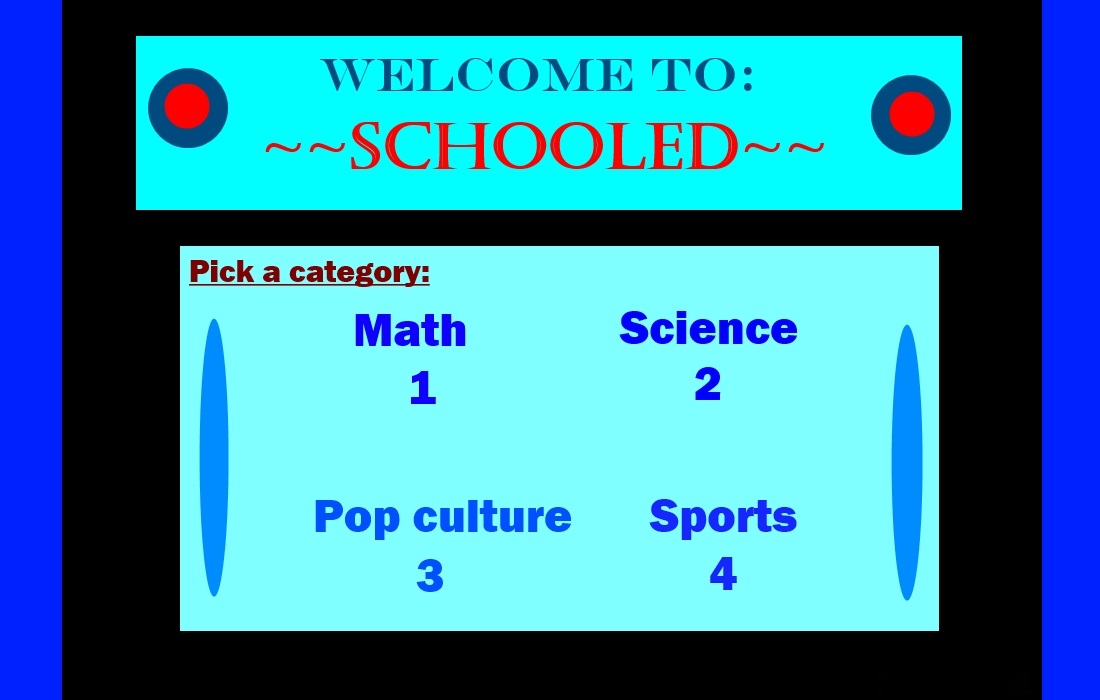 WELCOME TO:
~~SCHOOLED~~
Pick a category:
Math Science
1 2
Pop culture Sports
3 4